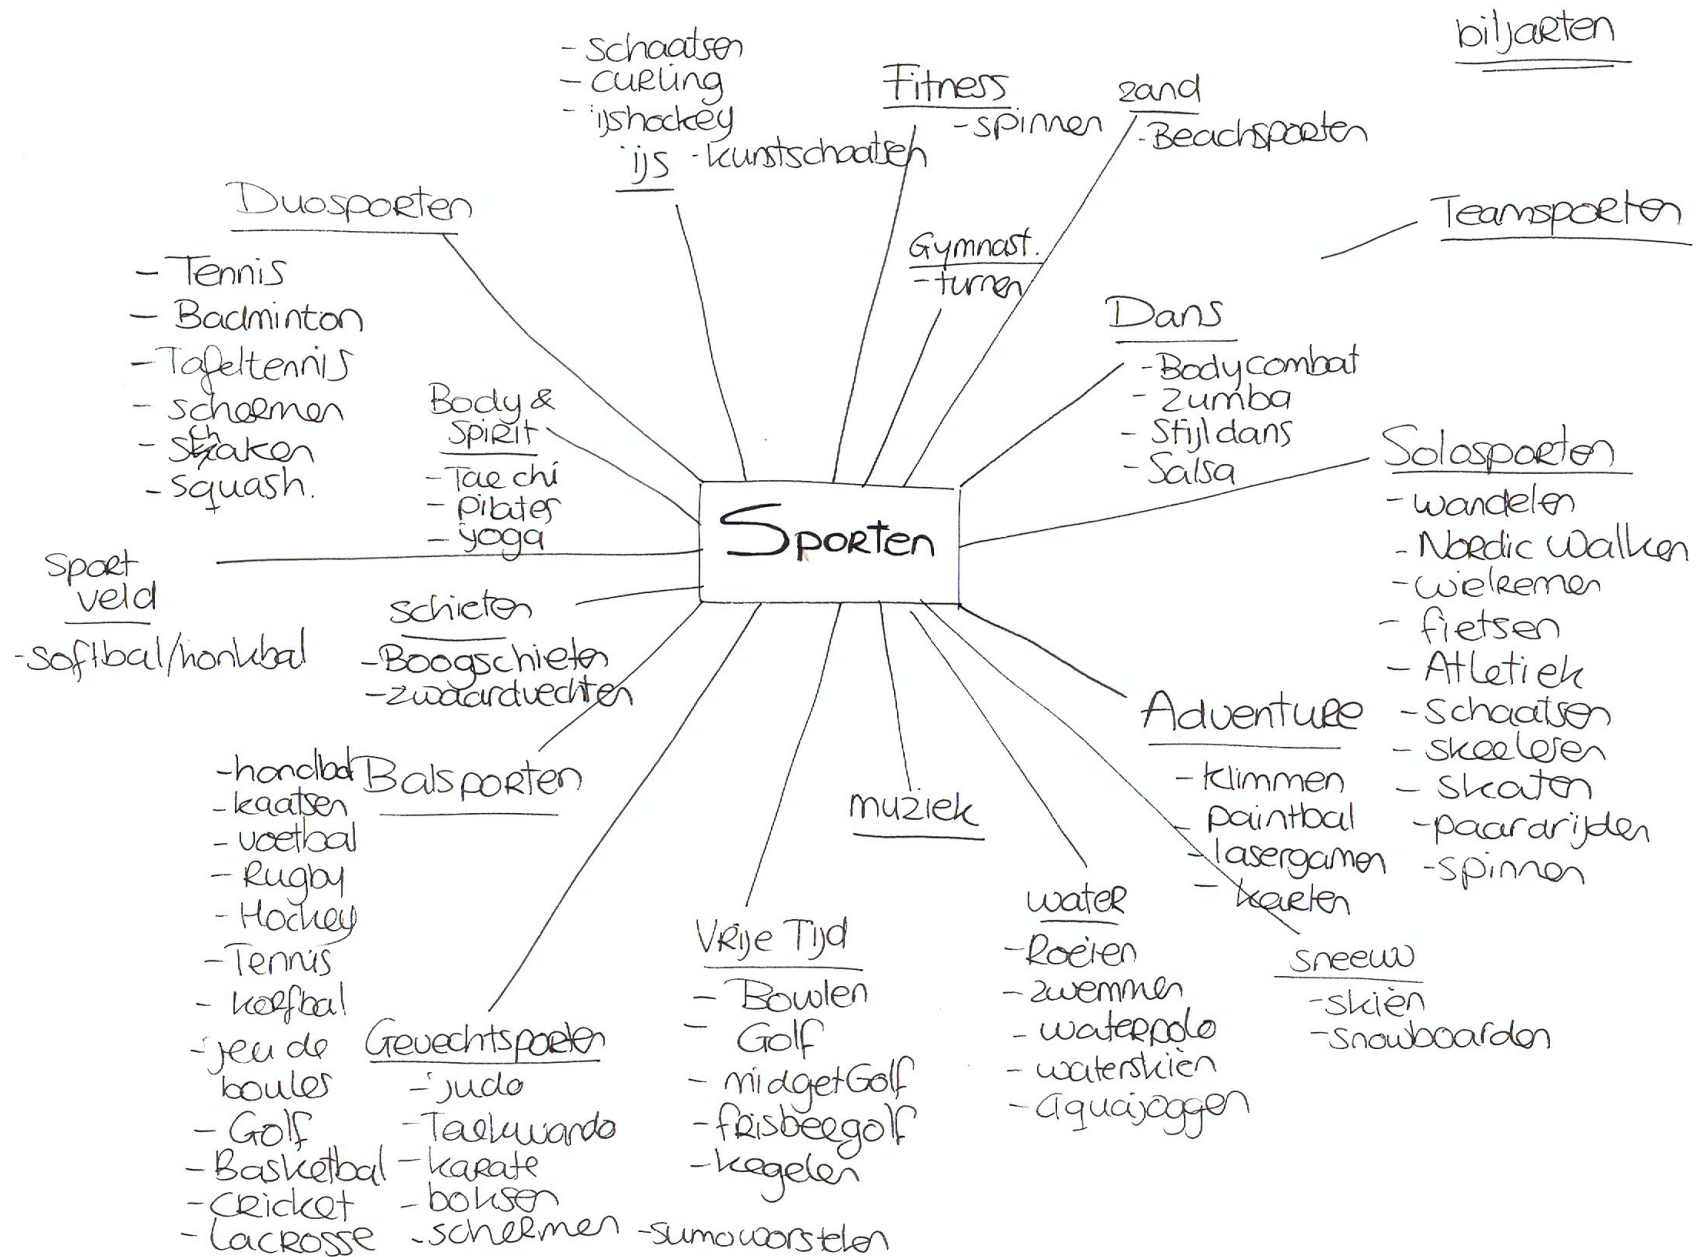 biljarten
- schaatsen
- curling
- ijshockey
ijs - kunstschaatsen
Fitness
- spinnen
zand
- Beachsporten
Duosporten
- Tennis
- Badminton
- Tafeltennis
- schermen
- schaken
- squash.
Teamsporten
Gymnast.
- turnen
Dans
- Bodycombat
- Zumba
- Stijldans
- Salsa
Body &
spirit
- Tae chi
- pilates
- yoga
Sporten
Solosporten
- wandelen
- Nordic Walken
- wielrennen
- fietsen
- Atletiek
- schaatsen
- skeeleren
- skaten
- paardrijden
- spinnen
sport
veld
- softbal/honkbal
schieten
- Boogschieten
- zwaardvechten
Adventure
- klimmen
- paintbal
- lasergamen
- karten
Balsporten
- handbal
- kaatsen
- voetbal
- Rugby
- Hockey
- Tennis
- korfbal
- jeu de
boules
- Golf
- Basketbal
- cricket
- lacrosse
muziek
Gevechtsporten
- judo
- Taekwando
- karate
- boksen
- schermen - sumoworstelen
Vrije Tijd
- Bowlen
- Golf
- midgetGolf
- frisbeegolf
- kegelen
water
- Roeien
- zwemmen
- waterpolo
- waterskiën
- aquajoggen
sneeuw
- skiën
- snowboarden